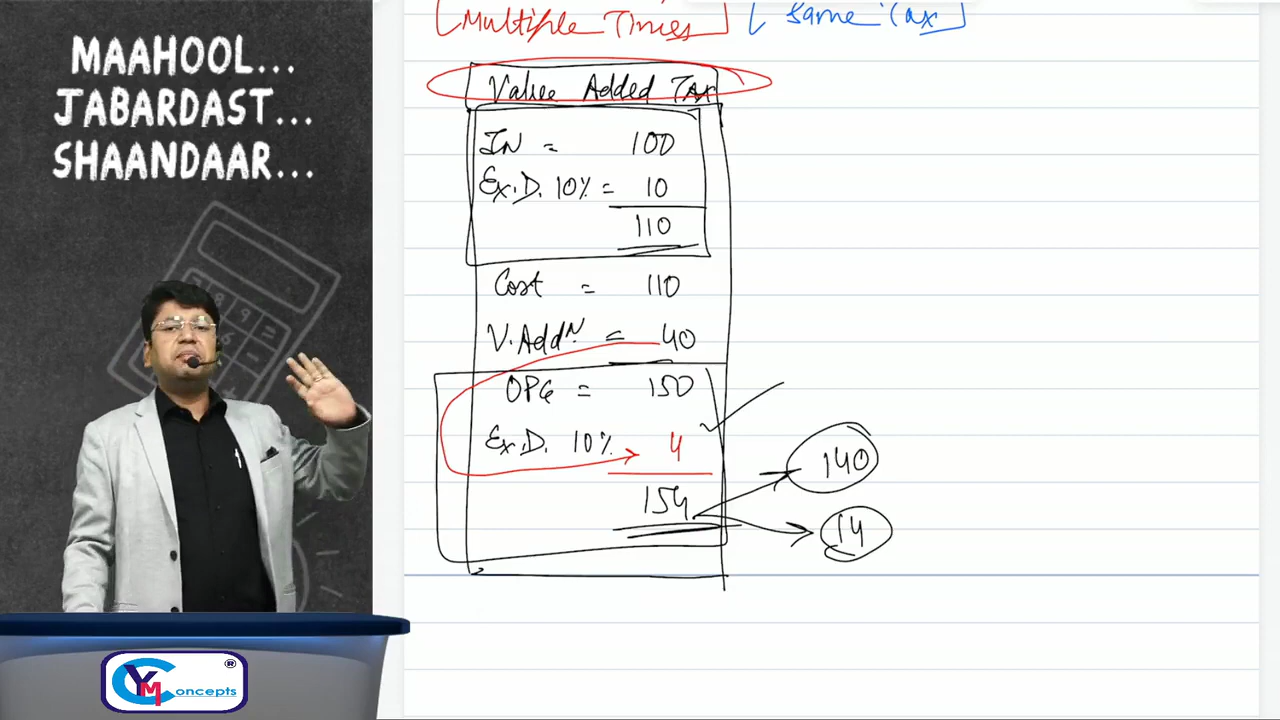 MAAHOOL...
JABARDAST...
SHAANDAAR...
[Multiple Times] [Same Tax]
Value Added Tax
IN = 100
Ex.D. 10% = 10
110
Cost = 110
V.Addⁿ = 40
OPG = 150
Ex.D. 10% 4
154
140
14
YM Concepts ®